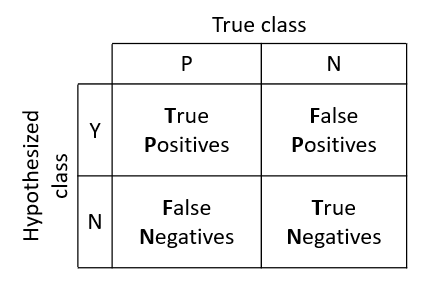 True class
P N
Hypothesized
class
Y
True
Positives
False
Positives
N
False
Negatives
True
Negatives